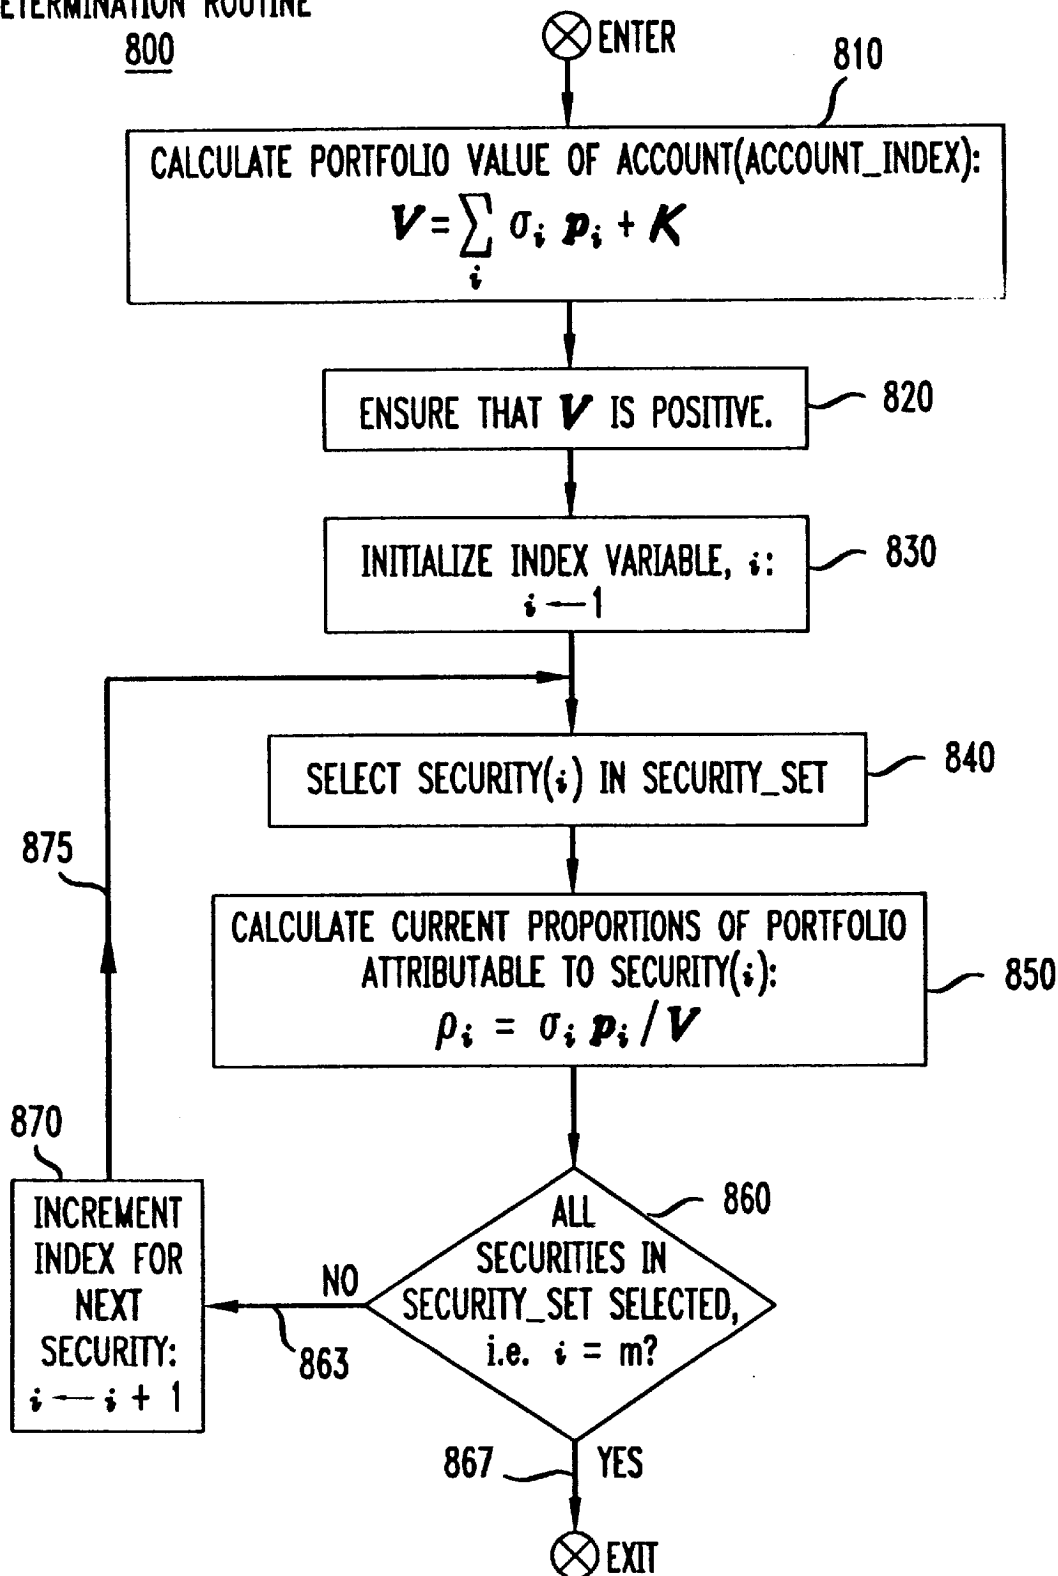 ETERMINATION ROUTINE
800
ENTER
810
CALCULATE PORTFOLIO VALUE OF ACCOUNT(ACCOUNT_INDEX):
V = ∑ σi pi + K
i
ENSURE THAT V IS POSITIVE.
820
INITIALIZE INDEX VARIABLE, i:
i ← 1
830
SELECT SECURITY(i) IN SECURITY_SET
840
875
CALCULATE CURRENT PROPORTIONS OF PORTFOLIO
ATTRIBUTABLE TO SECURITY(i):
ρi = σi pi / V
850
870
INCREMENT
INDEX FOR
NEXT
SECURITY:
i ← i + 1
NO
863
ALL
SECURITIES IN
SECURITY_SET SELECTED,
i.e. i = m?
860
867
YES
EXIT